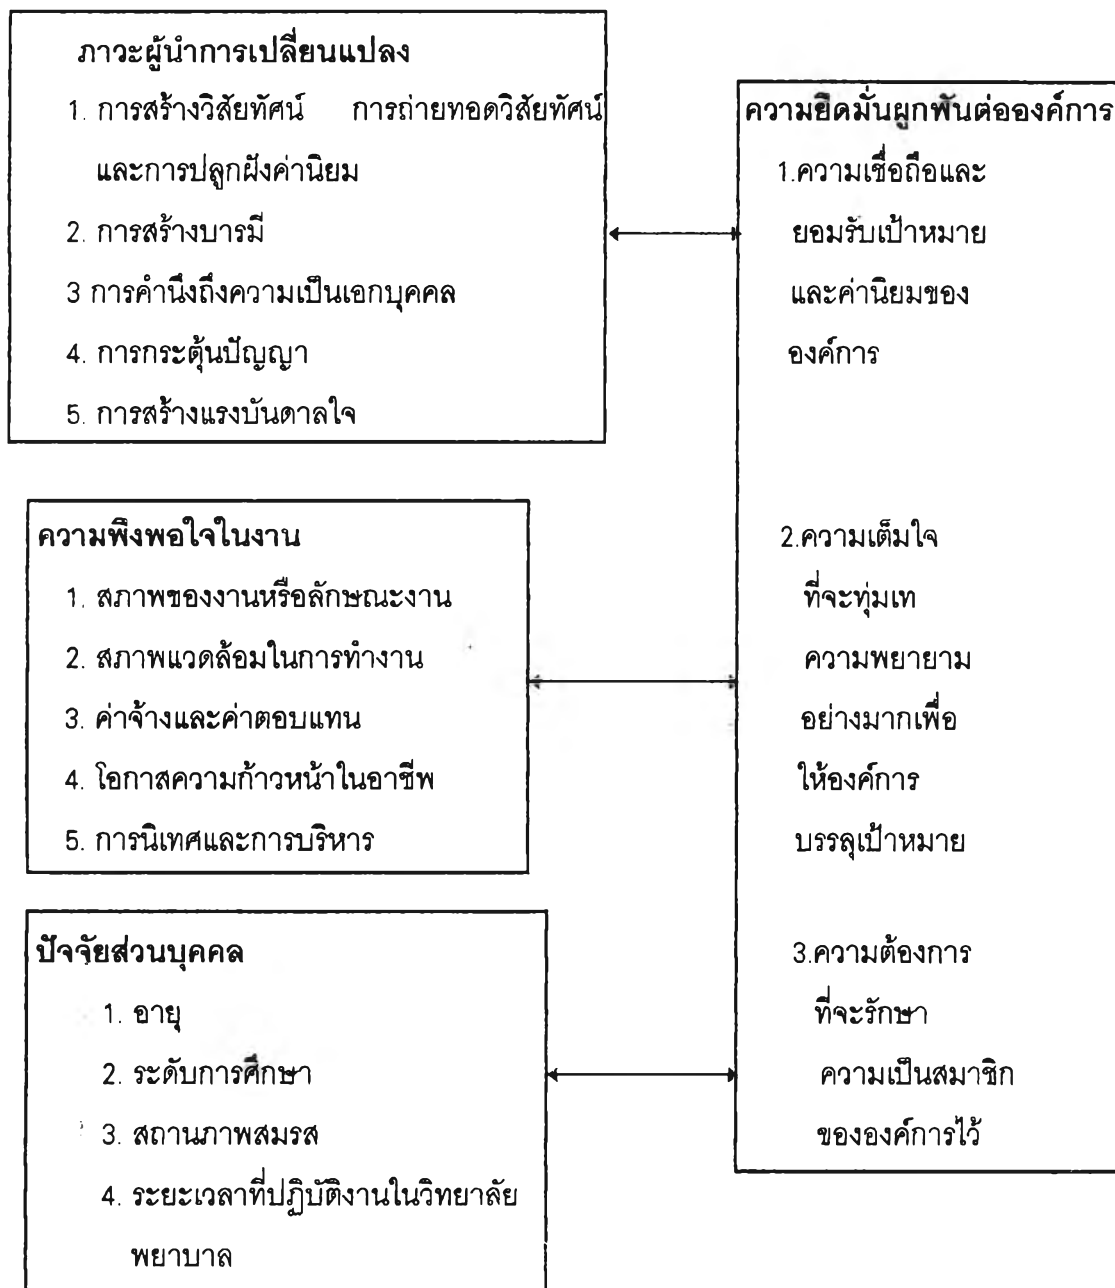 ภาวะผู้นำการเปลี่ยนแปลง
1. การสร้างวิสัยทัศน์ การถ่ายทอดวิสัยทัศน์
และการปลูกฝังค่านิยม
2. การสร้างบารมี
3 การคำนึงถึงความเป็นเอกบุคคล
4. การกระตุ้นปัญญา
5. การสร้างแรงบันดาลใจ
ความพึงพอใจในงาน
1. สภาพของงานหรือลักษณะงาน
2. สภาพแวดล้อมในการทำงาน
3. ค่าจ้างและค่าตอบแทน
4. โอกาสความก้าวหน้าในอาชีพ
5. การนิเทศและการบริหาร
ปัจจัยส่วนบุคคล
1. อายุ
2. ระดับการศึกษา
3. สถานภาพสมรส
4. ระยะเวลาที่ปฏิบัติงานในวิทยาลัย
พยาบาล
ความยึดมั่นผูกพันต่อองค์การ
1.ความเชื่อถือและ
ยอมรับเป้าหมาย
และค่านิยมของ
องค์การ
2.ความเต็มใจ
ที่จะทุ่มเท
ความพยายาม
อย่างมากเพื่อ
ให้องค์การ
บรรลุเป้าหมาย
3.ความต้องการ
ที่จะรักษา
ความเป็นสมาชิก
ขององค์การไว้